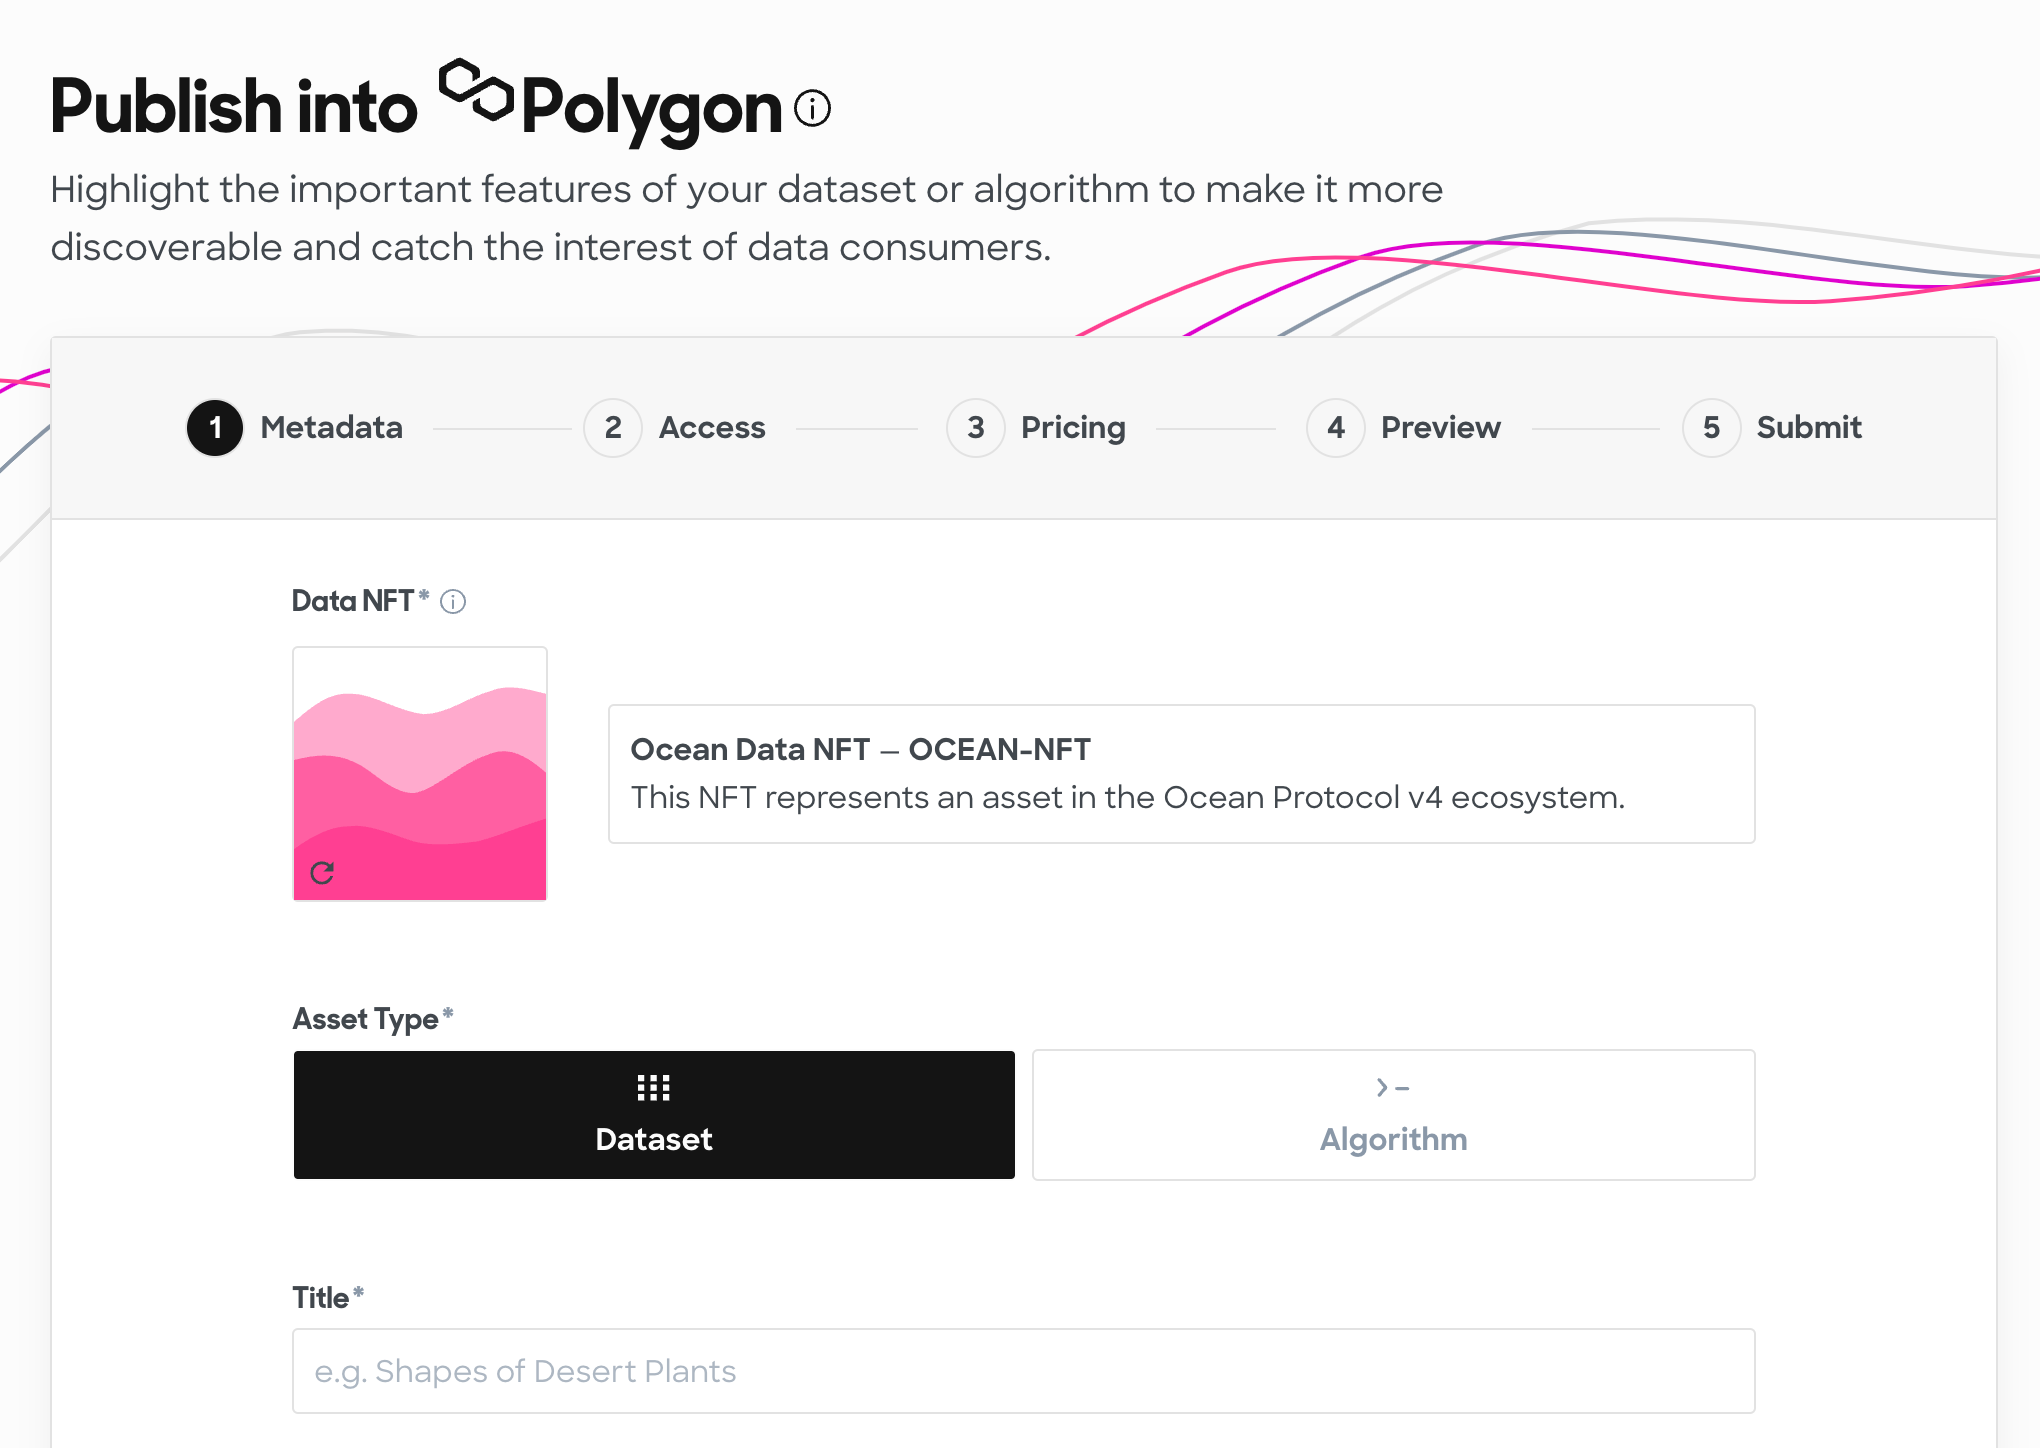 Publish into Polygon
Highlight the important features of your dataset or algorithm to make it more
discoverable and catch the interest of data consumers.
1 Metadata 2 Access 3 Pricing 4 Preview 5 Submit
Data NFT*
Ocean Data NFT — OCEAN-NFT
This NFT represents an asset in the Ocean Protocol v4 ecosystem.
Asset Type*
Dataset Algorithm
Title*
e.g. Shapes of Desert Plants